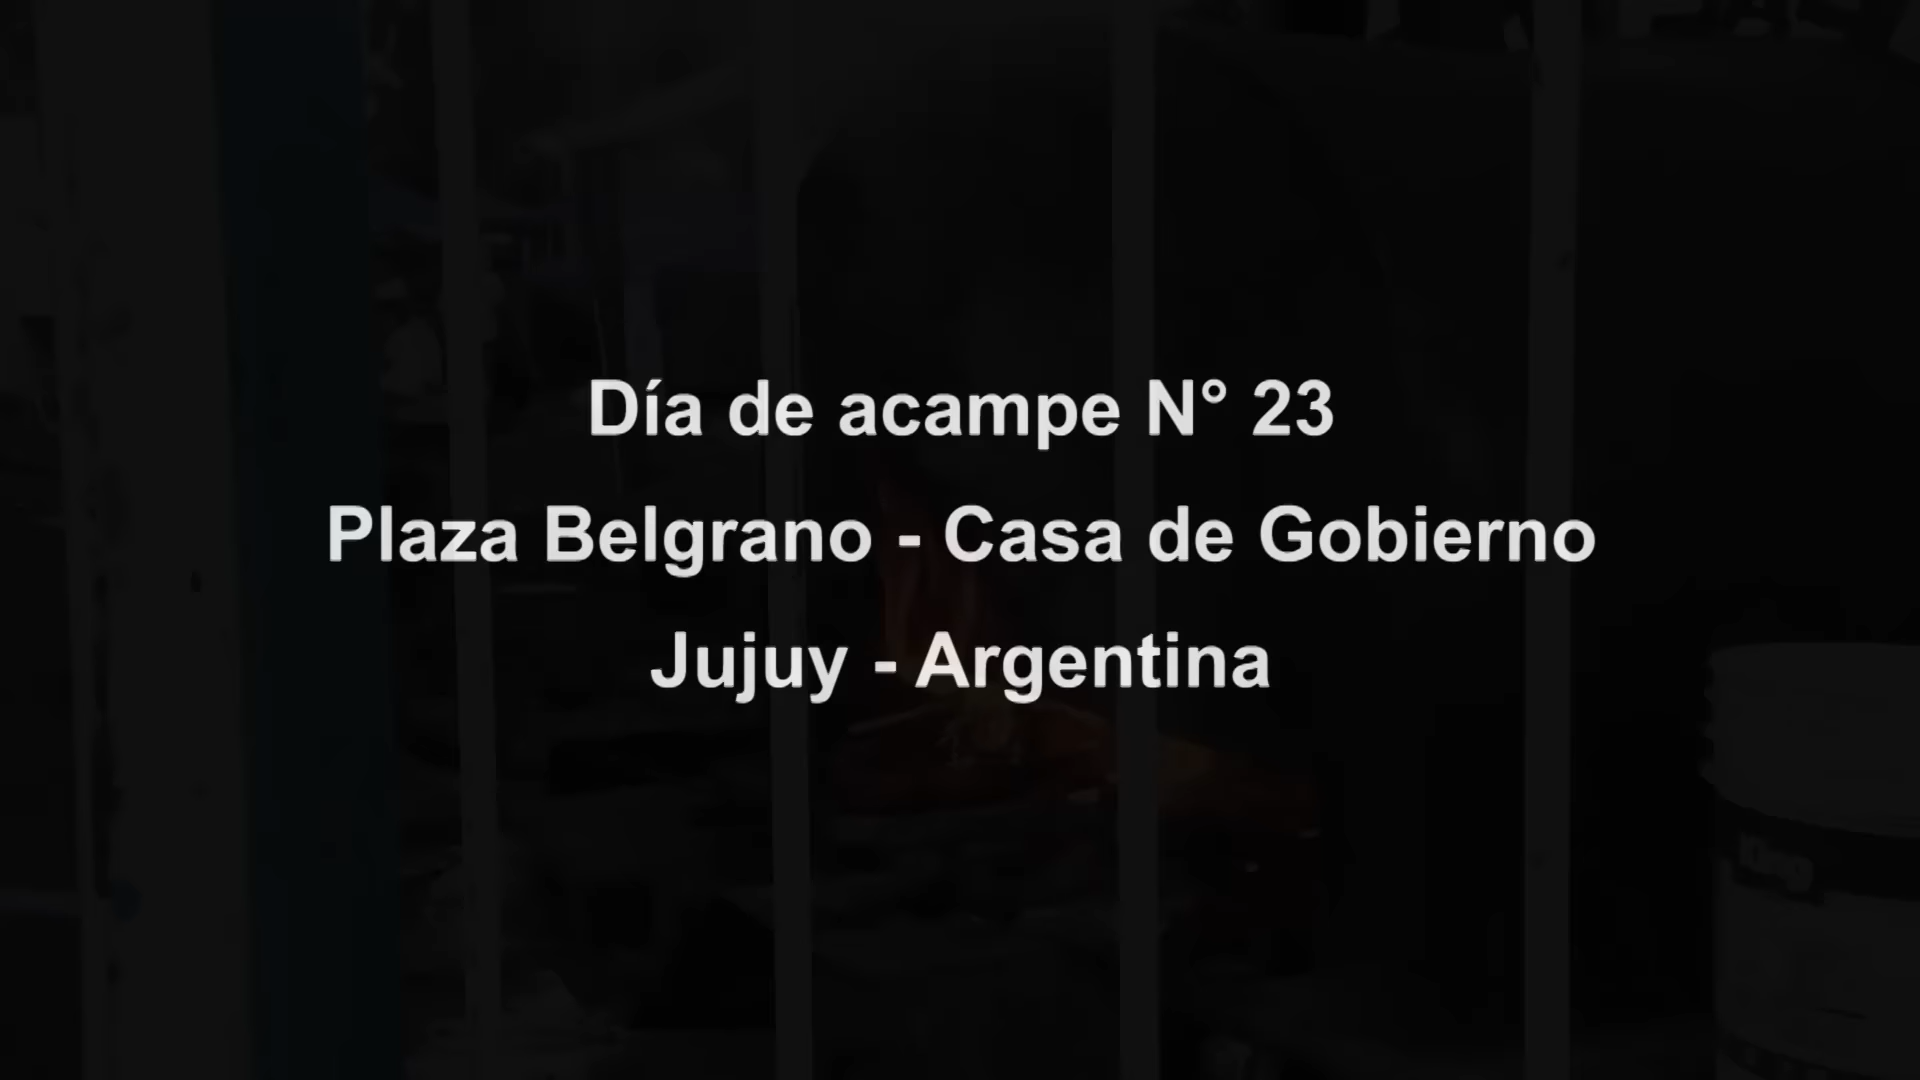 Día de acampe N° 23
Plaza Belgrano - Casa de Gobierno
Jujuy - Argentina